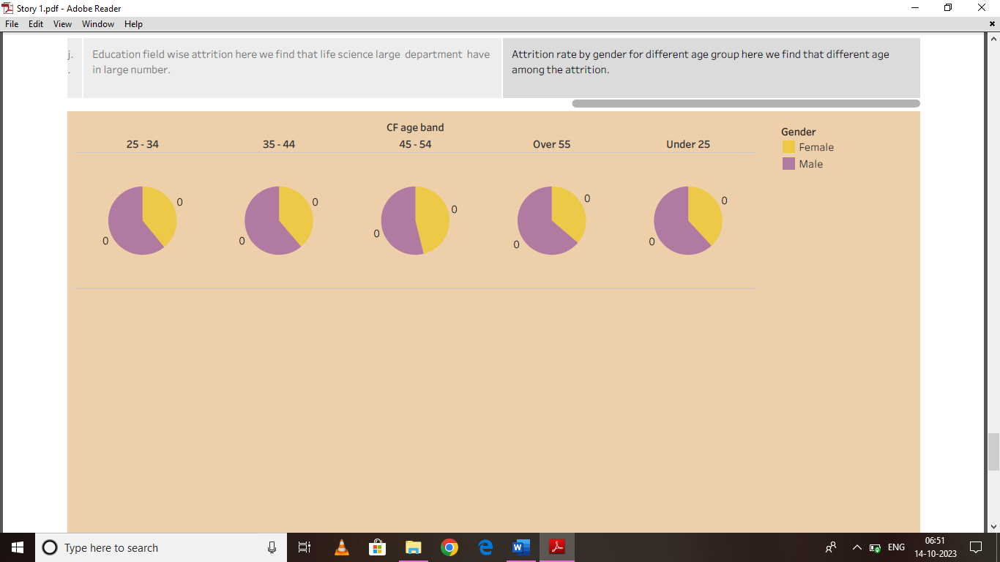 Story 1.pdf - Adobe Reader
File Edit View Window Help
j.
.
Education field wise attrition here we find that life science large department have
in large number.
Attrition rate by gender for different age group here we find that different age
among the attrition.
CF age band
25 - 34 35 - 44 45 - 54 Over 55 Under 25
Gender
Female
Male
0 0 0 0 0
0 0 0 0 0
Type here to search
ENG
06:51
14-10-2023